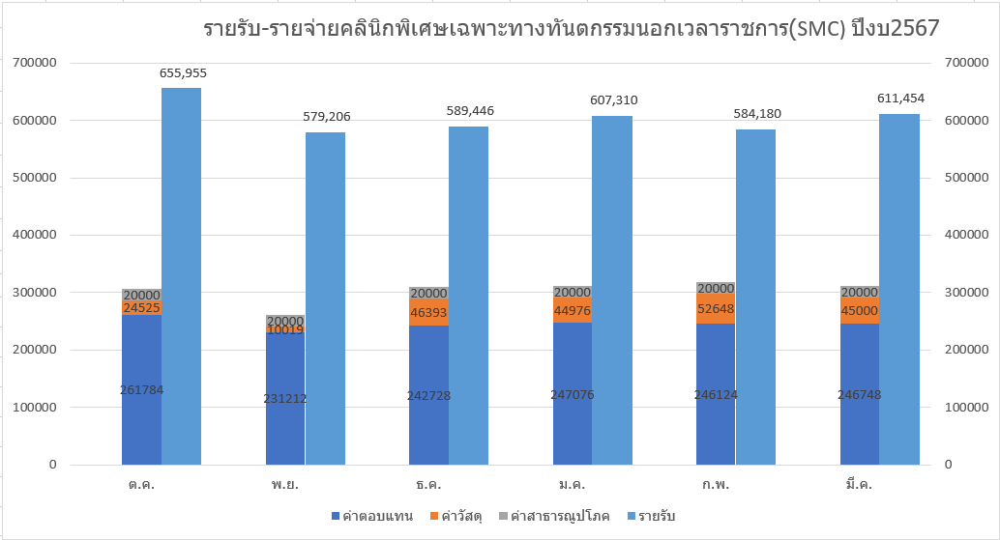 รายรับ-รายจ่ายคลินิกพิเศษเฉพาะทางทันตกรรมนอกเวลาราชการ(SMC) ปีงบ2567
700000 655,955 700000
579,206 589,446 607,310 584,180 611,454
600000 600000
500000 500000
400000 400000
300000 300000
20000 20000 20000 20000 20000 20000
24525 10019 46393 44976 52648 45000
200000 200000
261784 231212 242728 247076 246124 246748
100000 100000
0 0
ต.ค. พ.ย. ธ.ค. ม.ค. ก.พ. มี.ค.
ค่าตอบแทน ค่าวัสดุ ค่าสาธารณูปโภค รายรับ